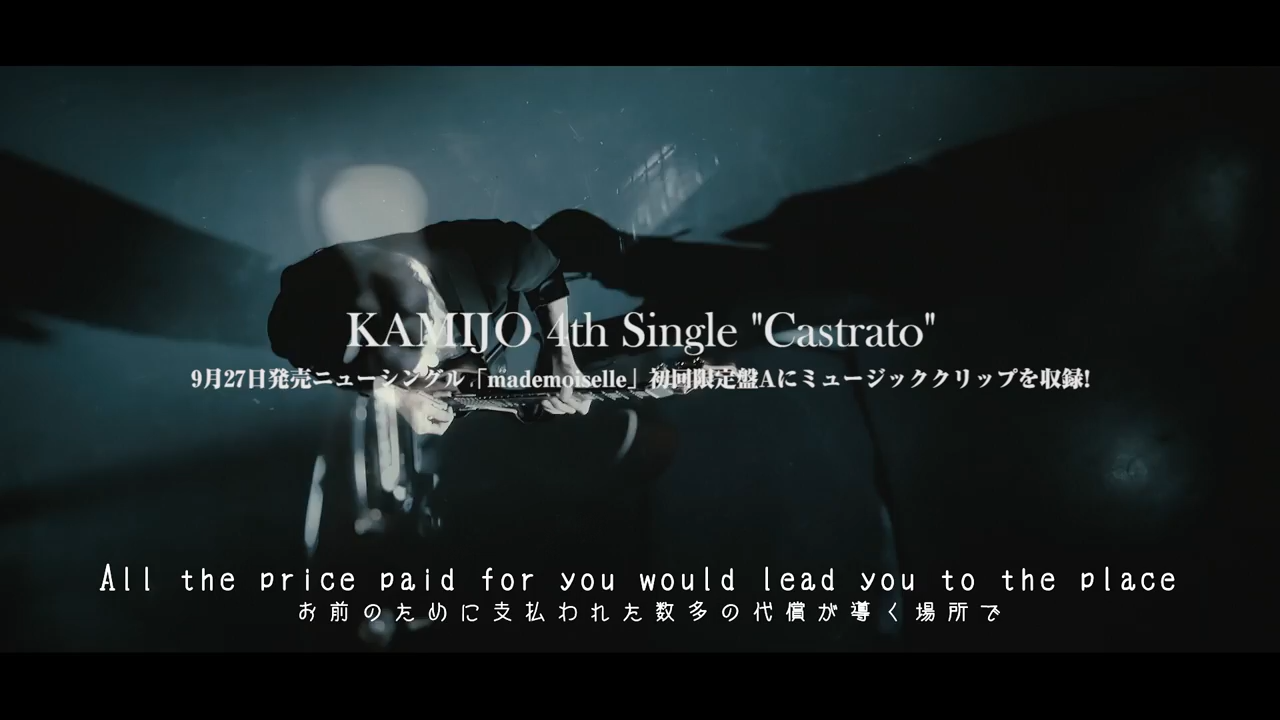 KAMIJO 4th Single "Castrato"
9月27日発売ニューシングル「mademoiselle」初回限定盤Aにミュージッククリップを収録!
All the price paid for you would lead you to the place
お前のために支払われた数多の代償が導く場所で